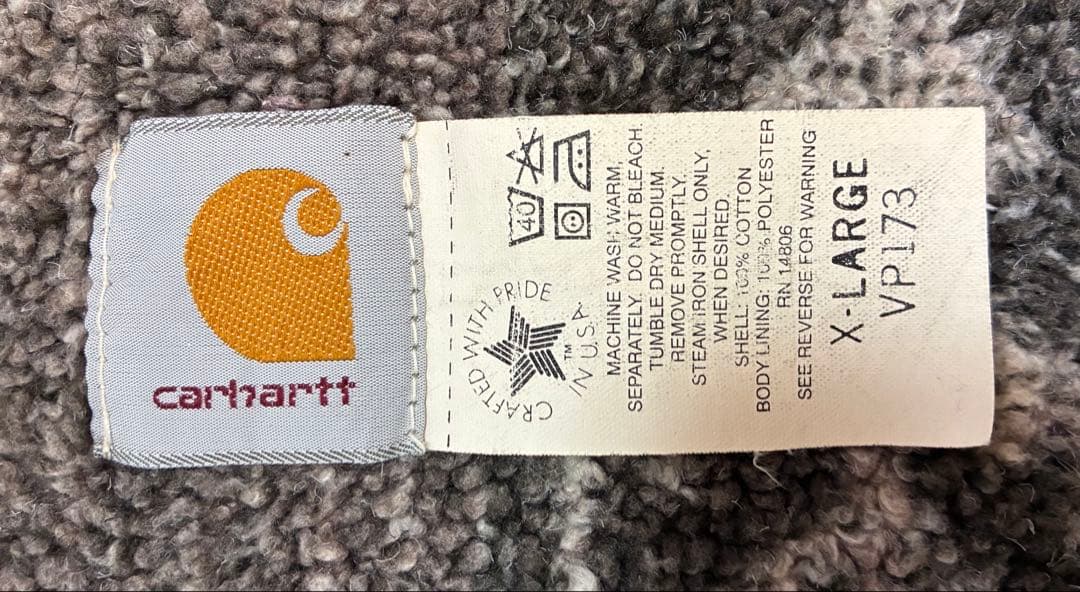 carhartt
CRAFTED WITH PRIDE
IN U.S.A.
TM
40
MACHINE WASH WARM,
SEPARATELY. DO NOT BLEACH.
TUMBLE DRY MEDIUM.
REMOVE PROMPTLY.
STEAM IRON SHELL ONLY,
WHEN DESIRED.
SHELL: 100% COTTON
BODY LINING: 100% POLYESTER
RN 14806
SEE REVERSE FOR WARNING
X-LARGE
VP173